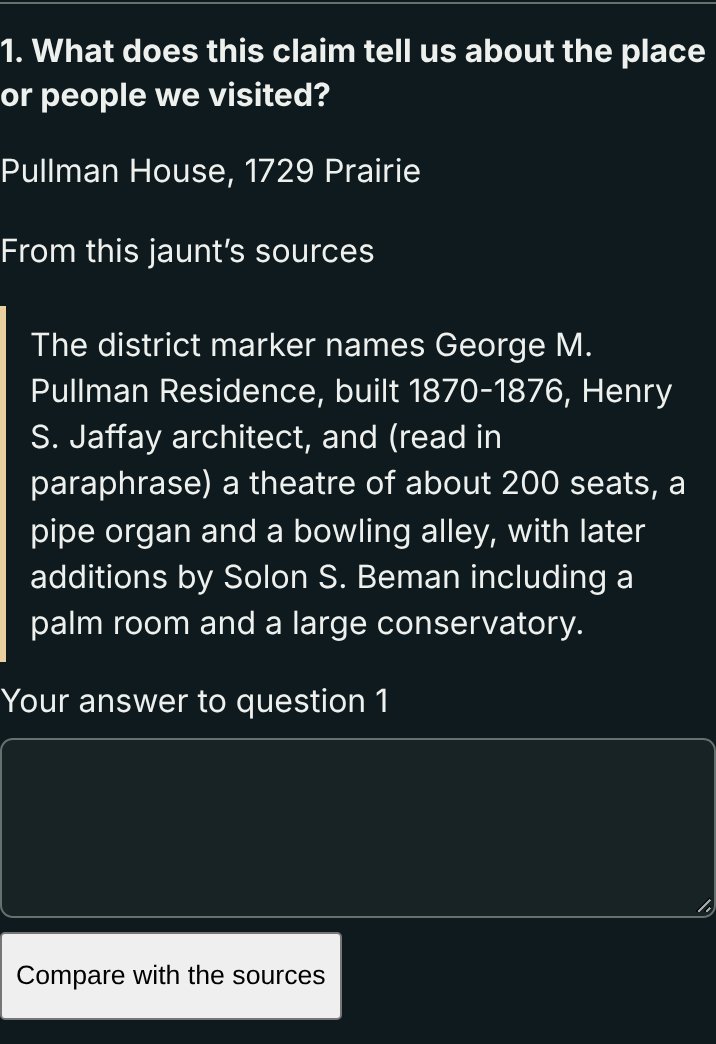 1. What does this claim tell us about the place
or people we visited?
Pullman House, 1729 Prairie
From this jaunt’s sources
The district marker names George M.
Pullman Residence, built 1870-1876, Henry
S. Jaffay architect, and (read in
paraphrase) a theatre of about 200 seats, a
pipe organ and a bowling alley, with later
additions by Solon S. Beman including a
palm room and a large conservatory.
Your answer to question 1
Compare with the sources